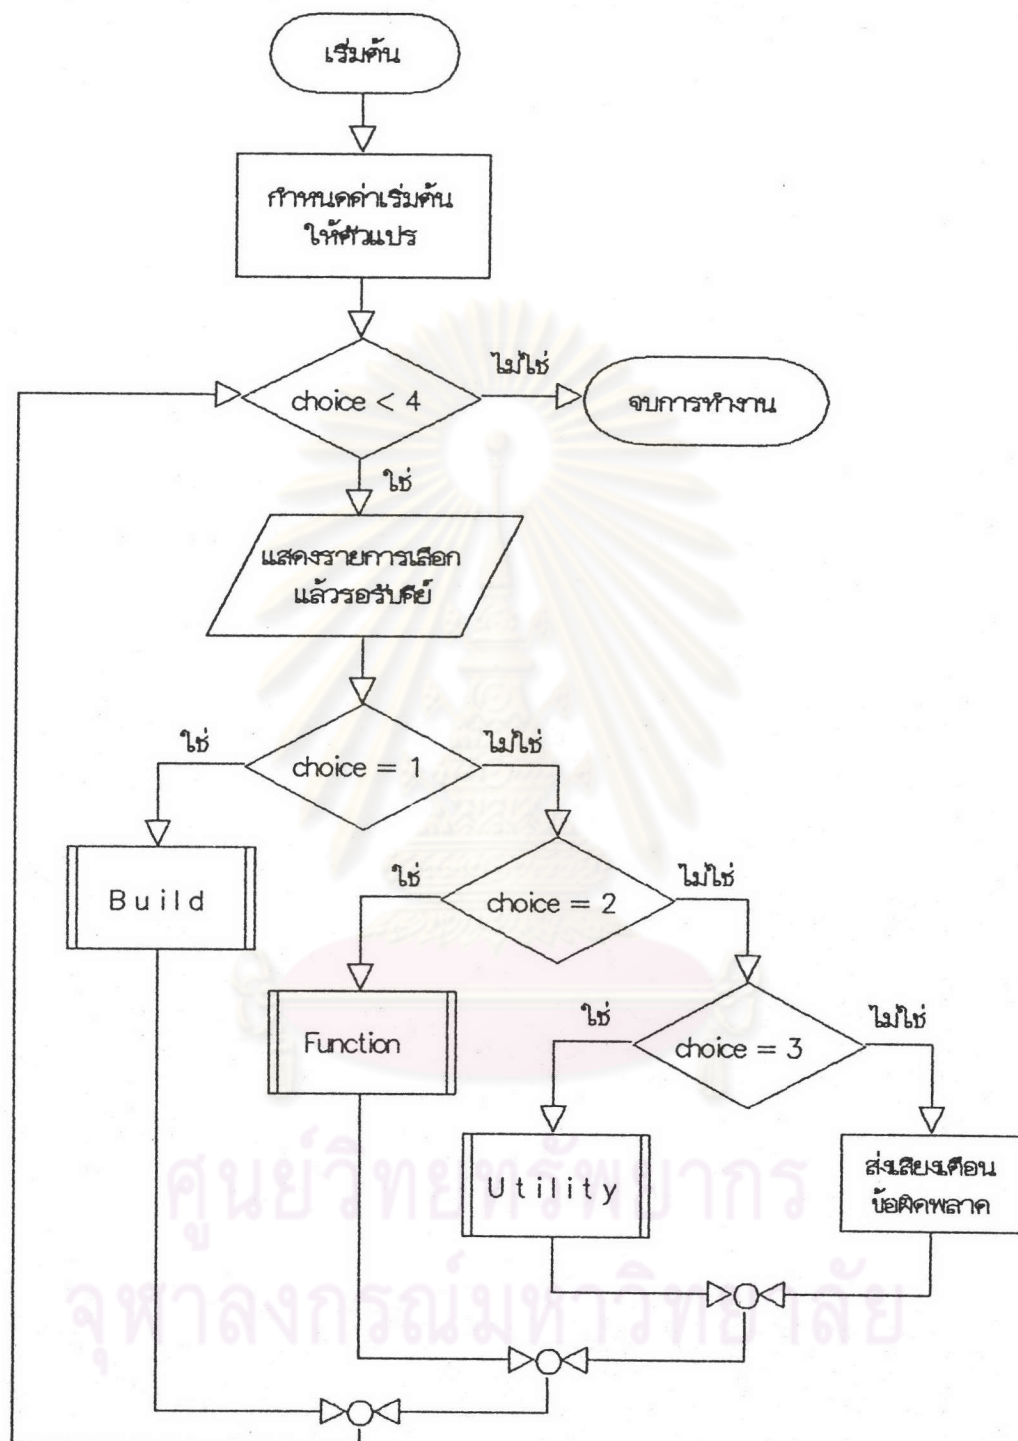 เริ่มต้น
กำหนดค่าเริ่มต้น
ให้ตัวแปร
choice < 4
ไม่ใช่
จบการทำงาน
ใช่
แสดงรายการเลือก
แล้วรอรับคีย์
ใช่
choice = 1
ไม่ใช่
Build
ใช่
choice = 2
ไม่ใช่
Function
ใช่
choice = 3
ไม่ใช่
Utility
ส่งเสียงเตือน
ข้อผิดพลาด
ศูนย์วิทยทรัพยากร
จุฬาลงกรณ์มหาวิทยาลัย